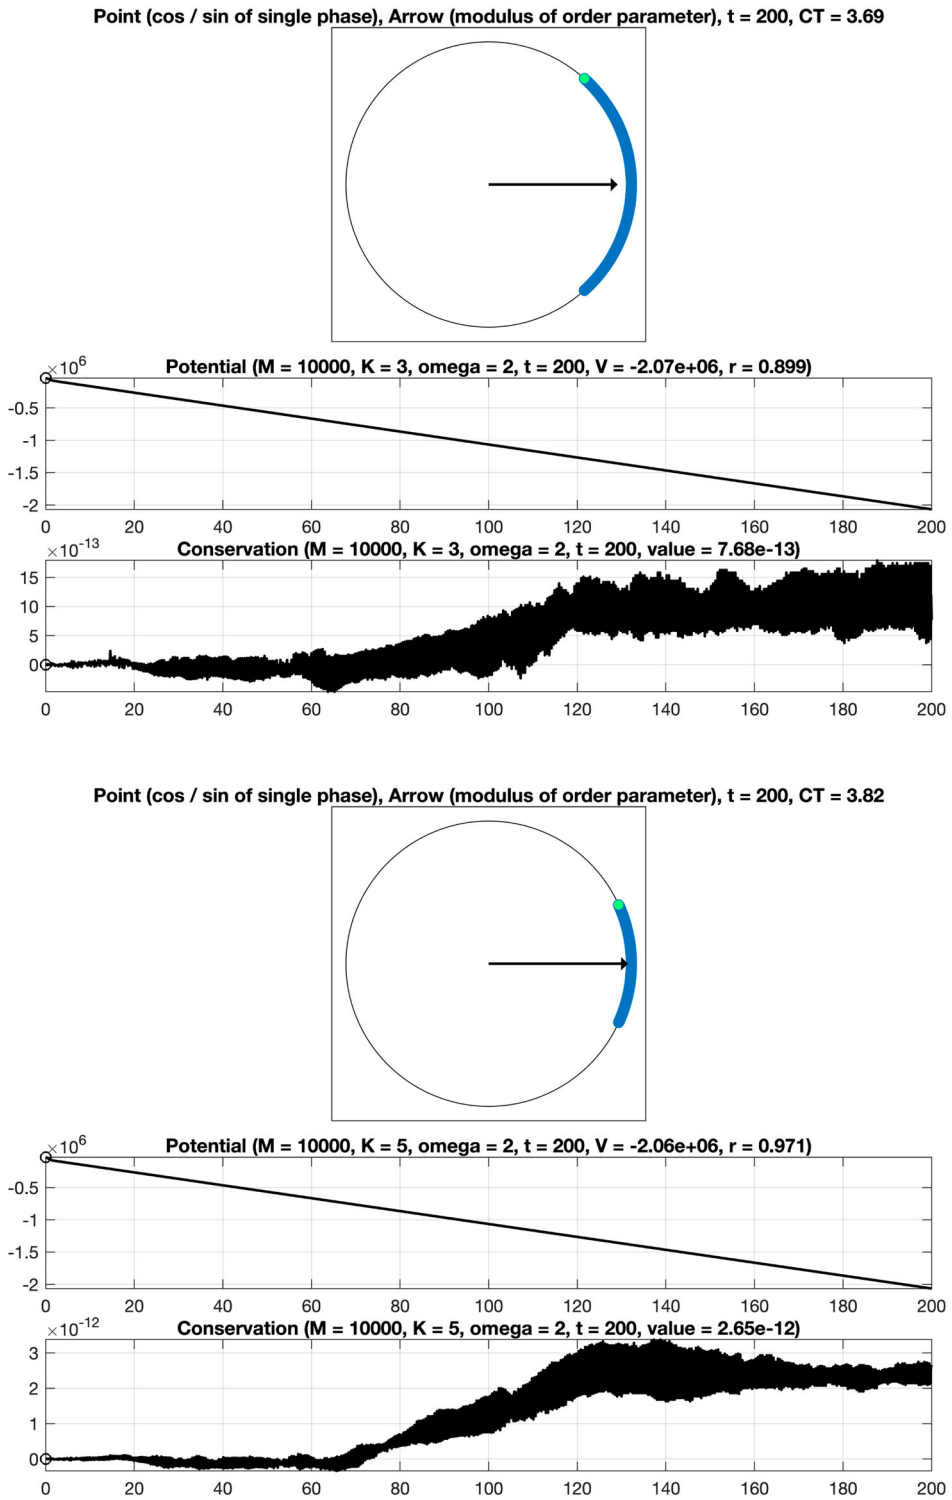 Point (cos / sin of single phase), Arrow (modulus of order parameter), t = 200, CT = 3.69
×10^6
Potential (M = 10000, K = 3, omega = 2, t = 200, V = -2.07e+06, r = 0.899)
-0.5
-1
-1.5
-2
0 20 40 60 80 100 120 140 160 180 200
×10^-13
Conservation (M = 10000, K = 3, omega = 2, t = 200, value = 7.68e-13)
15
10
5
0
0 20 40 60 80 100 120 140 160 180 200
Point (cos / sin of single phase), Arrow (modulus of order parameter), t = 200, CT = 3.82
×10^6
Potential (M = 10000, K = 5, omega = 2, t = 200, V = -2.06e+06, r = 0.971)
-0.5
-1
-1.5
-2
0 20 40 60 80 100 120 140 160 180 200
×10^-12
Conservation (M = 10000, K = 5, omega = 2, t = 200, value = 2.65e-12)
3
2
1
0
0 20 40 60 80 100 120 140 160 180 200